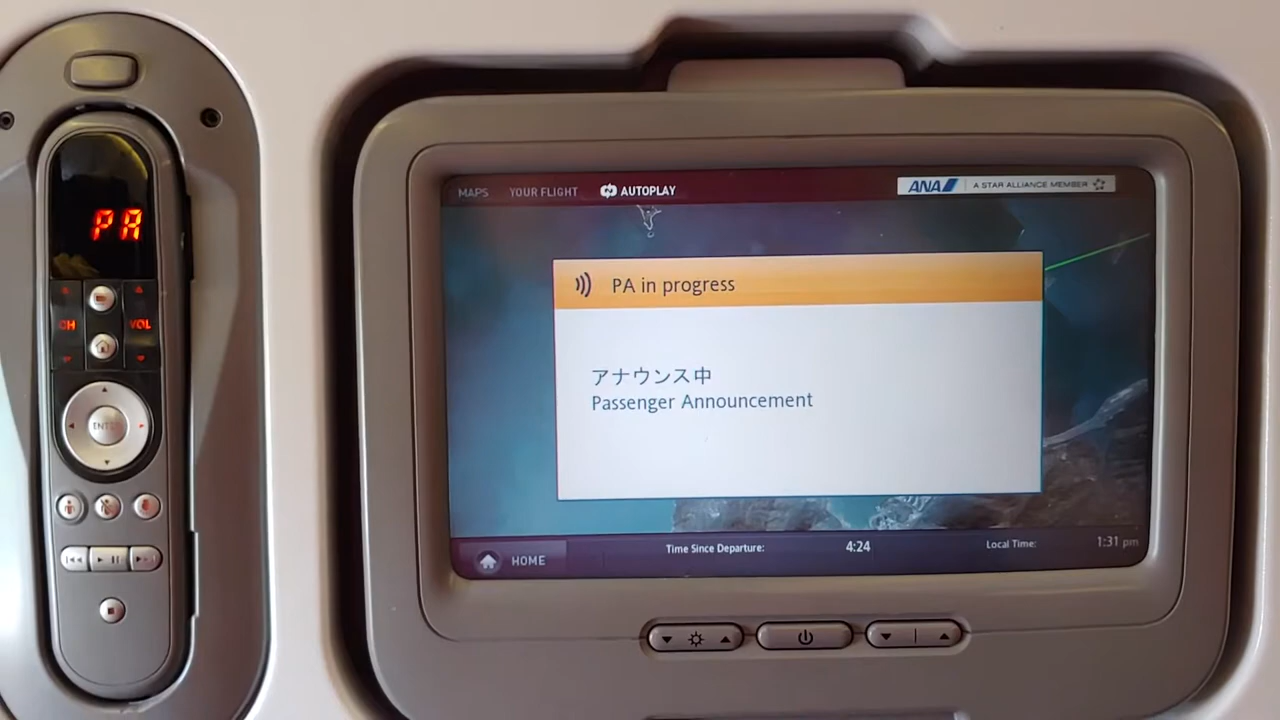 PA
CH
VOL
ENTER
MAPS
YOUR FLIGHT
AUTOPLAY
ANA
A STAR ALLIANCE MEMBER
PA in progress
アナウンス中
Passenger Announcement
HOME
Time Since Departure:
4:24
Local Time:
1:31 pm